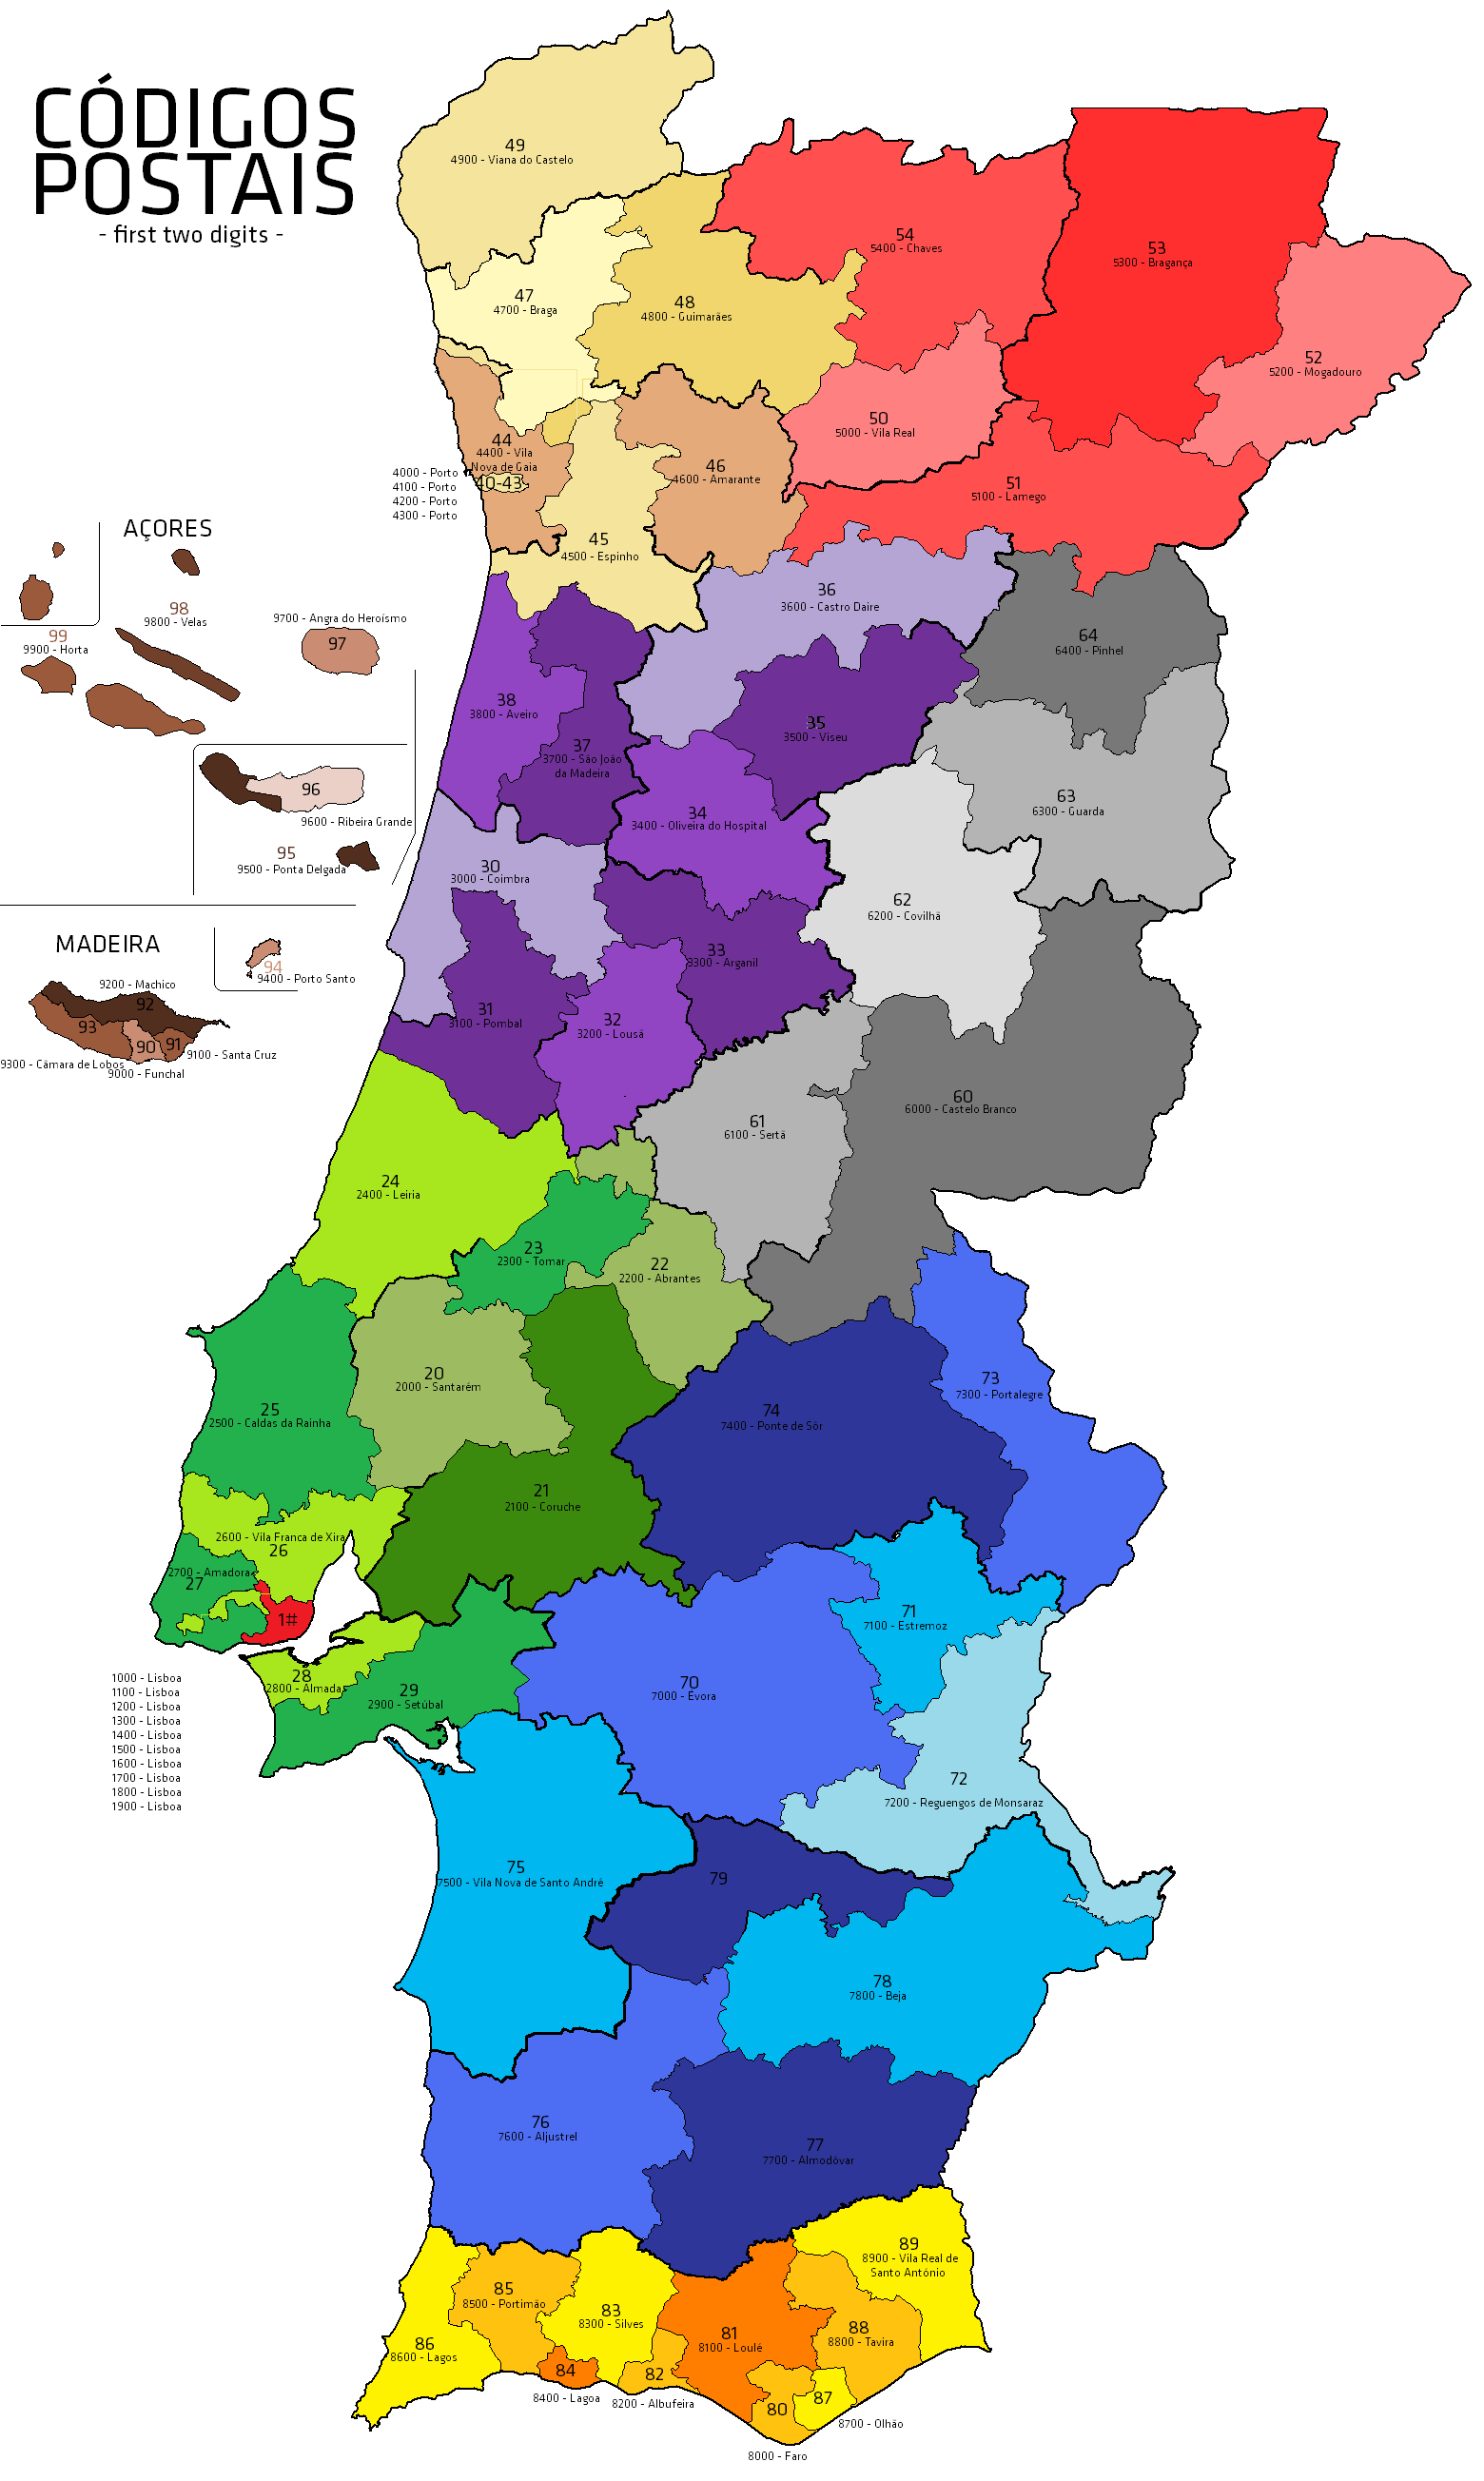 CÓDIGOS
POSTAIS
- first two digits -
49
4900 - Viana do Castelo
54
5400 - Chaves
53
5300 - Bragança
47
4700 - Braga
48
4800 - Guimarães
52
5200 - Mogadouro
50
5000 - Vila Real
44
4400 - Vila
Nova de Gaia
46
4600 - Amarante
4000 - Porto
4100 - Porto
4200 - Porto
4300 - Porto
40-43
51
5100 - Lamego
45
4500 - Espinho
AÇORES
98
9800 - Velas
99
9900 - Horta
9700 - Angra do Heroísmo
97
96
9600 - Ribeira Grande
95
9500 - Ponta Delgada
36
3600 - Castro Daire
64
6400 - Pinhel
38
3800 - Aveiro
37
3700 - São João
da Madeira
35
3500 - Viseu
34
3400 - Oliveira do Hospital
63
6300 - Guarda
30
3000 - Coimbra
62
6200 - Covilhã
MADEIRA
94
9400 - Porto Santo
9200 - Machico
92
93
90
91
9100 - Santa Cruz
9300 - Câmara de Lobos
9000 - Funchal
33
3300 - Arganil
31
3100 - Pombal
32
3200 - Lousã
61
6100 - Sertã
60
6000 - Castelo Branco
24
2400 - Leiria
23
2300 - Tomar
22
2200 - Abrantes
20
2000 - Santarém
73
7300 - Portalegre
25
2500 - Caldas da Rainha
74
7400 - Ponte de Sôr
21
2100 - Coruche
2600 - Vila Franca de Xira
26
2700 - Amadora
27
1#
71
7100 - Estremoz
28
2800 - Almada
29
2900 - Setúbal
70
7000 - Évora
1000 - Lisboa
1100 - Lisboa
1200 - Lisboa
1300 - Lisboa
1400 - Lisboa
1500 - Lisboa
1600 - Lisboa
1700 - Lisboa
1800 - Lisboa
1900 - Lisboa
72
7200 - Reguengos de Monsaraz
75
7500 - Vila Nova de Santo André
79
78
7800 - Beja
76
7600 - Aljustrel
77
7700 - Almodôvar
89
8900 - Vila Real de
Santo António
85
8500 - Portimão
83
8300 - Silves
81
8100 - Loulé
88
8800 - Tavira
86
8600 - Lagos
84
8400 - Lagoa
82
8200 - Albufeira
80
87
8700 - Olhão
8000 - Faro